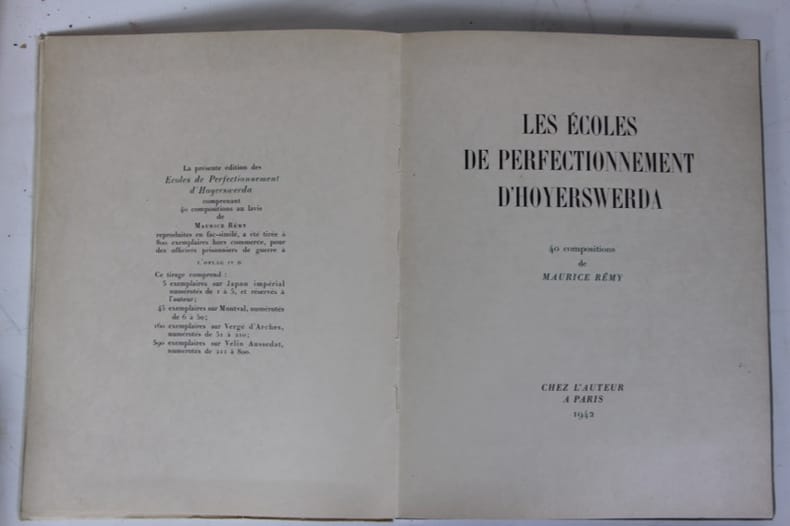 La présente édition des
Ecoles de Perfectionnement
d'Hoyerswerda
comprenant
40 compositions au lavis
de
MAURICE RÉMY
reproduites en fac-similé, a été tirée à
800 exemplaires hors commerce, pour
des officiers prisonniers de guerre à
L'OFLAG IV D
Ce tirage comprend :
5 exemplaires sur Japon impérial
numérotés de 1 à 5, et réservés à
l'auteur ;
45 exemplaires sur Montval, numérotés
de 6 à 50 ;
160 exemplaires sur Vergé d'Arches,
numérotés de 51 à 210 ;
590 exemplaires sur Velin Aussedat,
numérotés de 211 à 800.
LES ÉCOLES
DE PERFECTIONNEMENT
D'HOYERSWERDA
40 compositions
de
MAURICE RÉMY
CHEZ L'AUTEUR
A PARIS
1942